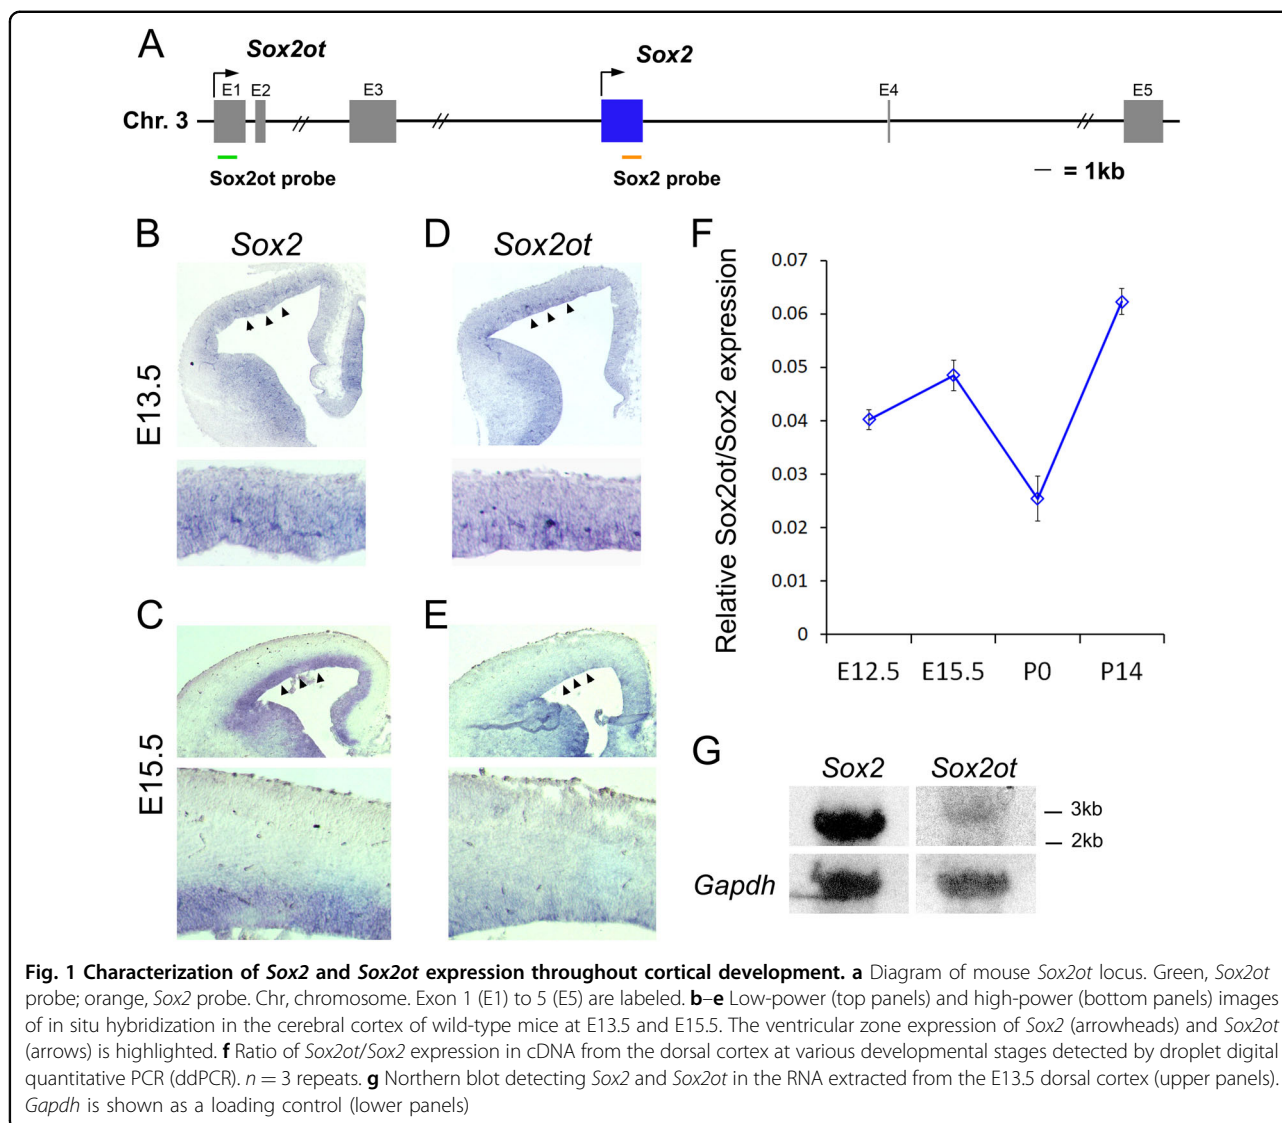 A
Sox2ot
Sox2
E1
E2
E3
E4
E5
Chr. 3
Sox2ot probe
Sox2 probe
= 1kb
B
Sox2
D
Sox2ot
E13.5
C
E
E15.5
F
Relative Sox2ot/Sox2 expression
0.07
0.06
0.05
0.04
0.03
0.02
0.01
0
E12.5 E15.5 P0 P14
G
Sox2 Sox2ot
3kb
2kb
Gapdh
Fig. 1 Characterization of Sox2 and Sox2ot expression throughout cortical development. a Diagram of mouse Sox2ot locus. Green, Sox2ot
probe; orange, Sox2 probe. Chr, chromosome. Exon 1 (E1) to 5 (E5) are labeled. b–e Low-power (top panels) and high-power (bottom panels) images
of in situ hybridization in the cerebral cortex of wild-type mice at E13.5 and E15.5. The ventricular zone expression of Sox2 (arrowheads) and Sox2ot
(arrows) is highlighted. f Ratio of Sox2ot/Sox2 expression in cDNA from the dorsal cortex at various developmental stages detected by droplet digital
quantitative PCR (ddPCR). n = 3 repeats. g Northern blot detecting Sox2 and Sox2ot in the RNA extracted from the E13.5 dorsal cortex (upper panels).
Gapdh is shown as a loading control (lower panels)